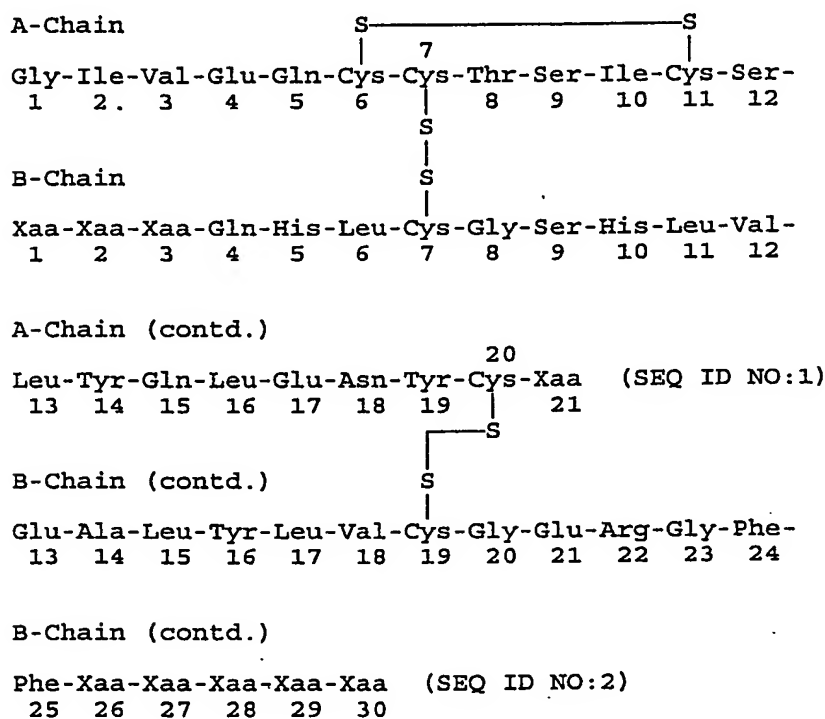 A-Chain
S S
7
Gly-Ile-Val-Glu-Gln-Cys-Cys-Thr-Ser-Ile-Cys-Ser-
1 2. 3 4 5 6 8 9 10 11 12
S
B-Chain
S
Xaa-Xaa-Xaa-Gln-His-Leu-Cys-Gly-Ser-His-Leu-Val-
1 2 3 4 5 6 7 8 9 10 11 12
A-Chain (contd.)
20
Leu-Tyr-Gln-Leu-Glu-Asn-Tyr-Cys-Xaa (SEQ ID NO:1)
13 14 15 16 17 18 19 21
S
S
B-Chain (contd.)
Glu-Ala-Leu-Tyr-Leu-Val-Cys-Gly-Glu-Arg-Gly-Phe-
13 14 15 16 17 18 19 20 21 22 23 24
B-Chain (contd.)
Phe-Xaa-Xaa-Xaa-Xaa-Xaa (SEQ ID NO:2)
25 26 27 28 29 30